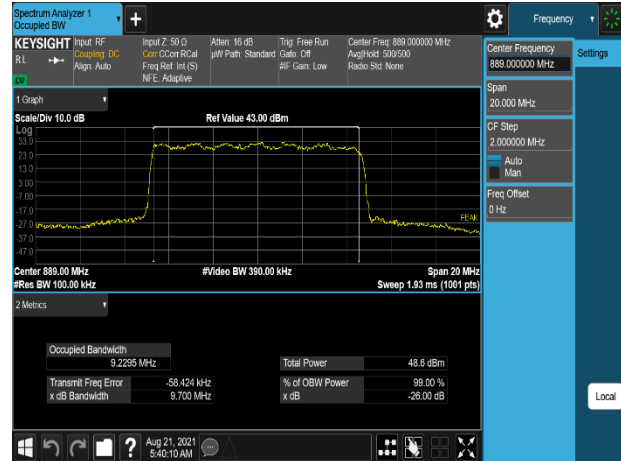 Spectrum Analyzer 1
Occupied BW
+
Frequency
KEYSIGHT
Input: RF
Input Z: 50 Ω
Atten: 16 dB
Trig: Free Run
Center Freq: 889.000000 MHz
RL
Coupling: DC
Corr CCorr RCal
µW Path: Standard
Gate: Off
Avg|Hold: 500/500
Align: Auto
Freq Ref: Int (S)
#IF Gain: Low
Radio Std: None
NFE: Adaptive
1 Graph
Scale/Div 10.0 dB
Ref Value 43.00 dBm
Log
33.0
23.0
13.0
3.00
-7.00
-17.0
-27.0
-37.0
-47.0
PEAK
Center 889.00 MHz
#Video BW 390.00 kHz
Span 20 MHz
#Res BW 100.00 kHz
Sweep 1.93 ms (1001 pts)
2 Metrics
Occupied Bandwidth
9.2295 MHz
Total Power
48.6 dBm
Transmit Freq Error
-58.424 kHz
% of OBW Power
99.00 %
x dB Bandwidth
9.700 MHz
x dB
-26.00 dB
Center Frequency
889.000000 MHz
Settings
Span
20.000 MHz
CF Step
2.000000 MHz
Auto
Man
Freq Offset
0 Hz
Local
?
Aug 21, 2021
5:40:10 AM